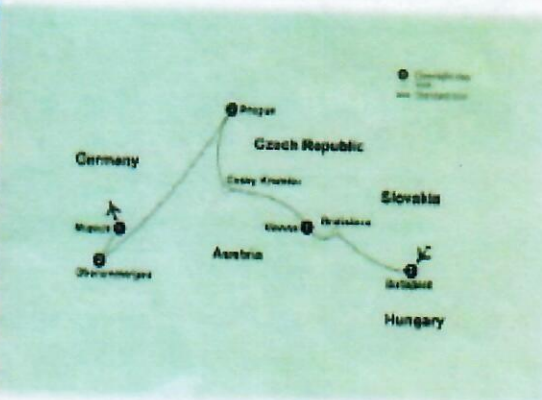 Prague
Czech Republic
Germany
Cesky Krumlov
Slovakia
Bratislava
Vienna
Munich
Austria
Oberammergau
Budapest
Hungary